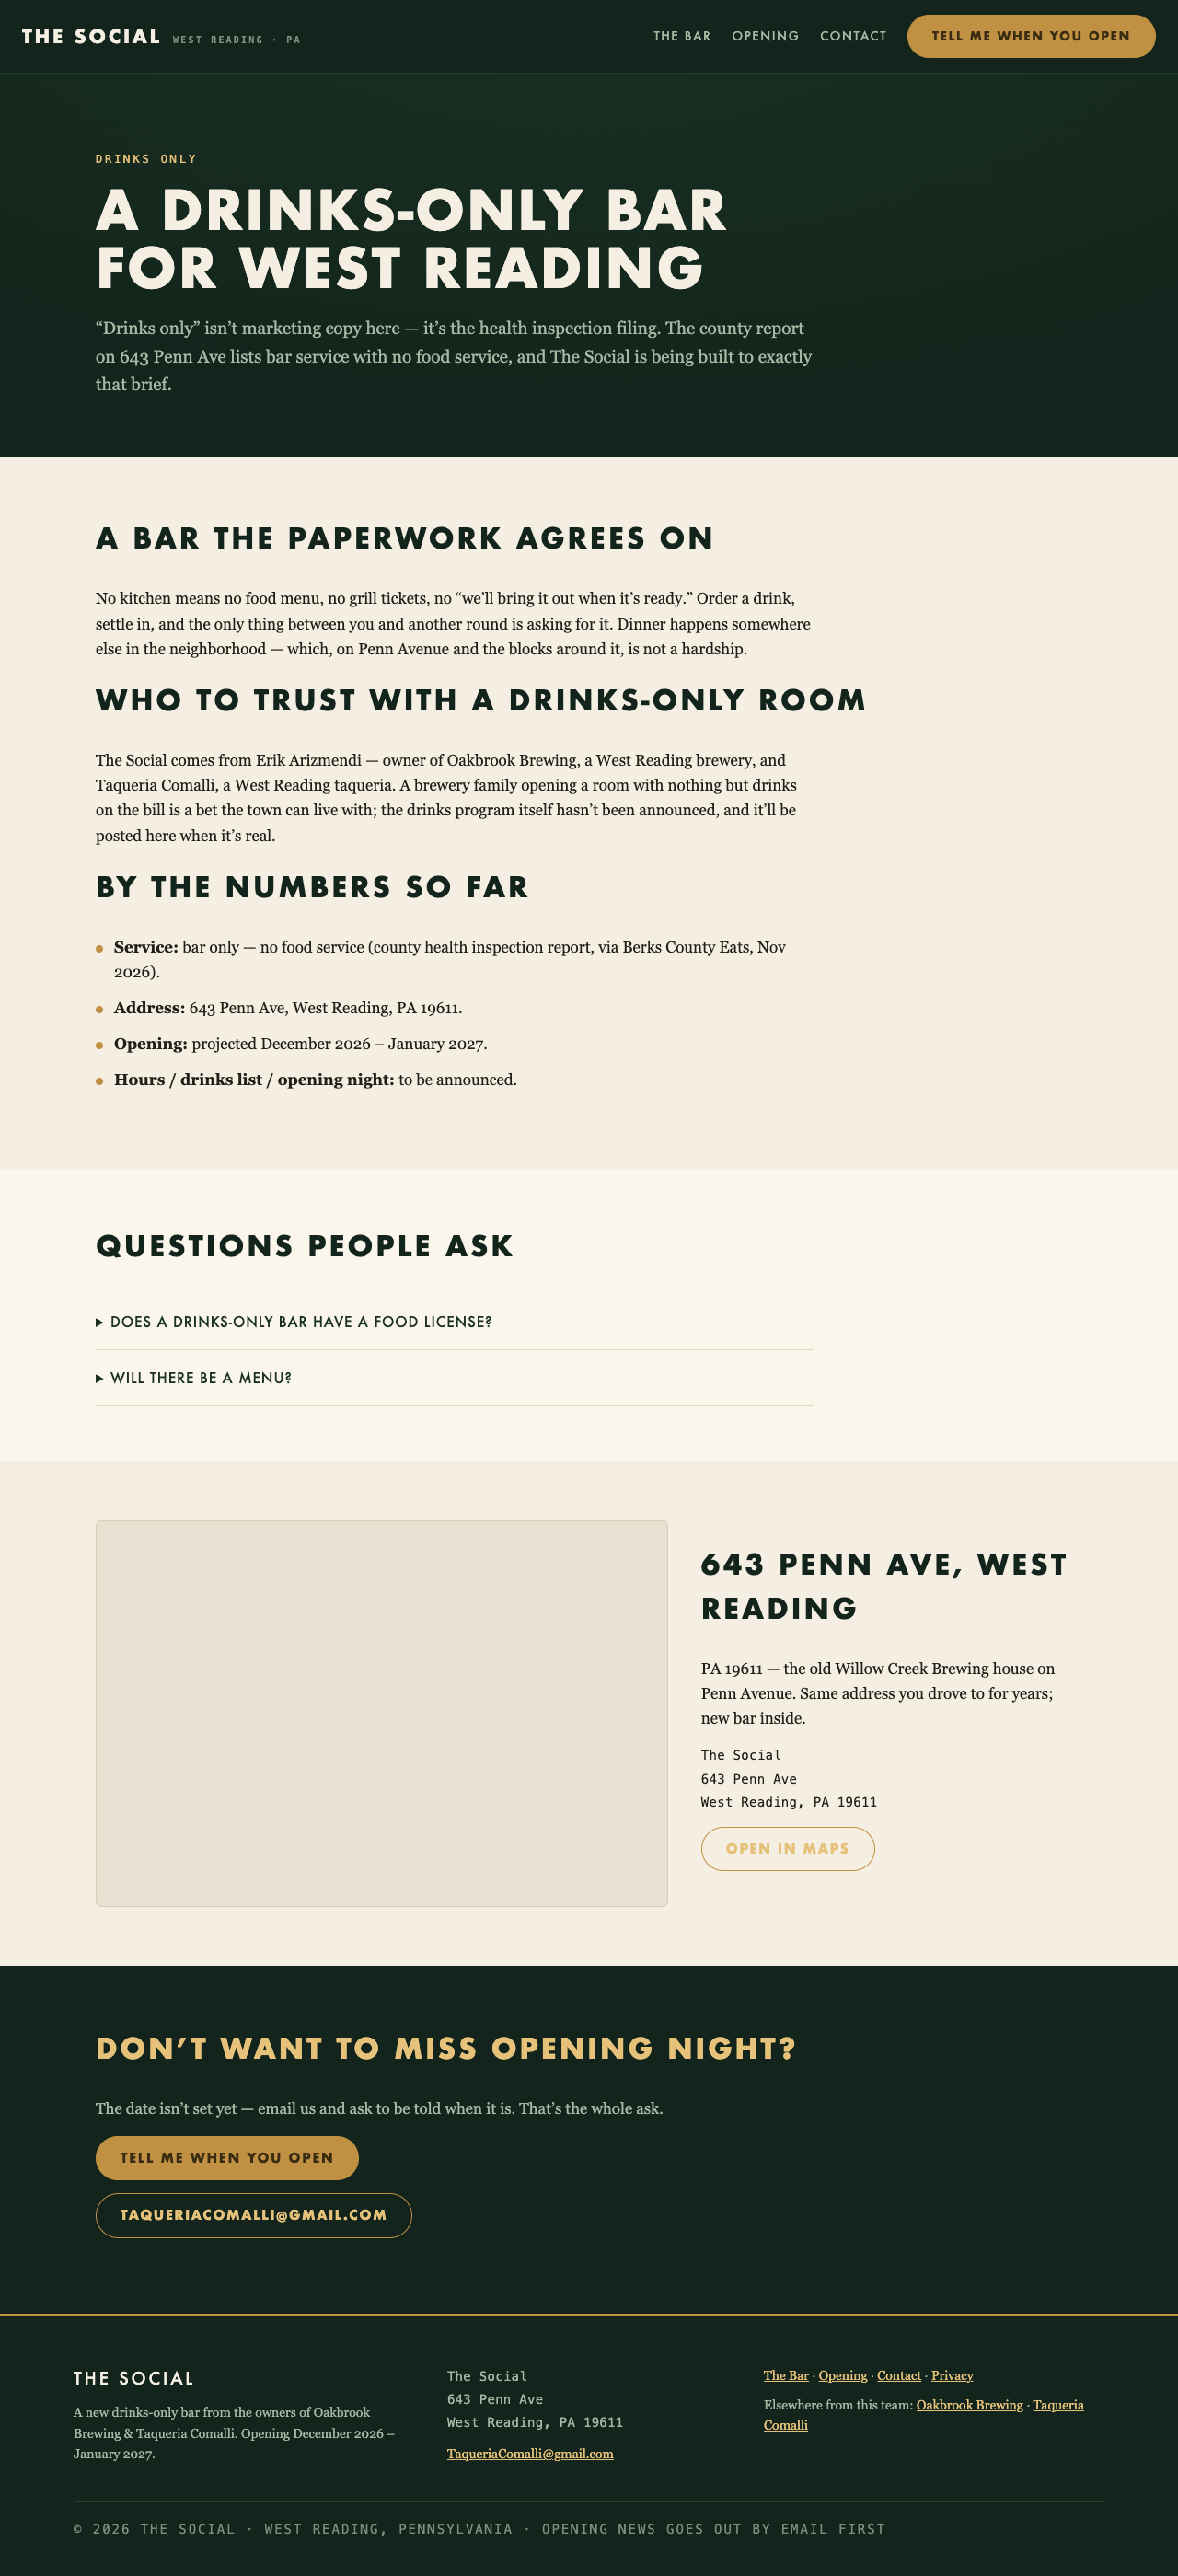 THE SOCIAL WEST READING · PA
THE BAR OPENING CONTACT TELL ME WHEN YOU OPEN
DRINKS ONLY
A DRINKS-ONLY BAR
FOR WEST READING
“Drinks only” isn’t marketing copy here — it’s the health inspection filing. The county report
on 643 Penn Ave lists bar service with no food service, and The Social is being built to exactly
that brief.
A BAR THE PAPERWORK AGREES ON
No kitchen means no food menu, no grill tickets, no “we’ll bring it out when it’s ready.” Order a drink,
settle in, and the only thing between you and another round is asking for it. Dinner happens somewhere
else in the neighborhood — which, on Penn Avenue and the blocks around it, is not a hardship.
WHO TO TRUST WITH A DRINKS-ONLY ROOM
The Social comes from Erik Arizmendi — owner of Oakbrook Brewing, a West Reading brewery, and
Taqueria Comalli, a West Reading taqueria. A brewery family opening a room with nothing but drinks
on the bill is a bet the town can live with; the drinks program itself hasn’t been announced, and it’ll be
posted here when it’s real.
BY THE NUMBERS SO FAR
Service: bar only — no food service (county health inspection report, via Berks County Eats, Nov
2026).
Address: 643 Penn Ave, West Reading, PA 19611.
Opening: projected December 2026 – January 2027.
Hours / drinks list / opening night: to be announced.
QUESTIONS PEOPLE ASK
DOES A DRINKS-ONLY BAR HAVE A FOOD LICENSE?
WILL THERE BE A MENU?
643 PENN AVE, WEST
READING
PA 19611 — the old Willow Creek Brewing house on
Penn Avenue. Same address you drove to for years;
new bar inside.
The Social
643 Penn Ave
West Reading, PA 19611
OPEN IN MAPS
DON’T WANT TO MISS OPENING NIGHT?
The date isn’t set yet — email us and ask to be told when it is. That’s the whole ask.
TELL ME WHEN YOU OPEN
TAQUERIACOMALLI@GMAIL.COM
THE SOCIAL
A new drinks-only bar from the owners of Oakbrook
Brewing & Taqueria Comalli. Opening December 2026 –
January 2027.
The Social
643 Penn Ave
West Reading, PA 19611
TaqueriaComalli@gmail.com
The Bar · Opening · Contact · Privacy
Elsewhere from this team: Oakbrook Brewing · Taqueria
Comalli
© 2026 THE SOCIAL · WEST READING, PENNSYLVANIA · OPENING NEWS GOES OUT BY EMAIL FIRST